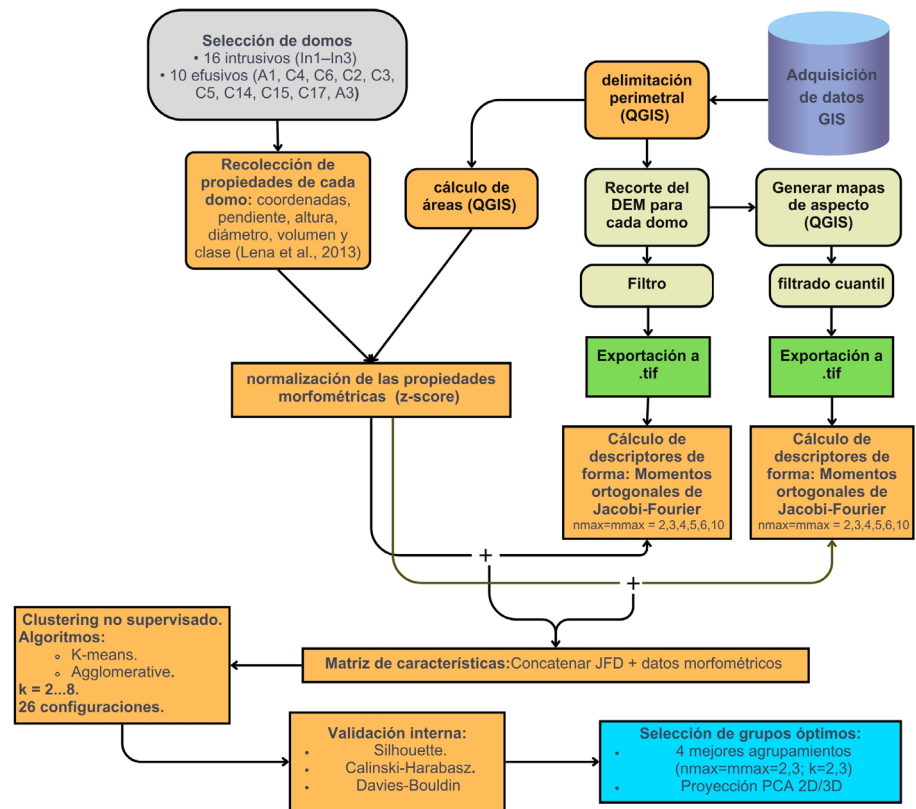 Selección de domos
• 16 intrusivos (In1–In3)
• 10 efusivos (A1, C4, C6, C2, C3,
C5, C14, C15, C17, A3)
delimitación
perimetral
(QGIS)
Adquisición
de datos
GIS
Recolección de
propiedades de cada
domo: coordenadas,
pendiente, altura,
diámetro, volumen y
clase (Lena et al., 2013)
cálculo de
áreas (QGIS)
Recorte del
DEM para
cada domo
Generar mapas
de aspecto
(QGIS)
Filtro
filtrado cuantil
Exportación a
.tif
Exportación a
.tif
normalización de las propiedades
morfométricas (z-score)
Cálculo de
descriptores de
forma: Momentos
ortogonales de
Jacobi-Fourier
nmax=mmax = 2,3,4,5,6,10
Cálculo de
descriptores de
forma: Momentos
ortogonales de
Jacobi-Fourier
nmax=mmax = 2,3,4,5,6,10
+
+
Clustering no supervisado.
Algoritmos:
◦ K-means.
◦ Agglomerative.
k = 2...8.
26 configuraciones.
Matriz de características:Concatenar JFD + datos morfométricos
Validación interna:
• Silhouette.
• Calinski-Harabasz.
• Davies-Bouldin
Selección de grupos óptimos:
• 4 mejores agrupamientos
(nmax=mmax=2,3; k=2,3)
• Proyección PCA 2D/3D